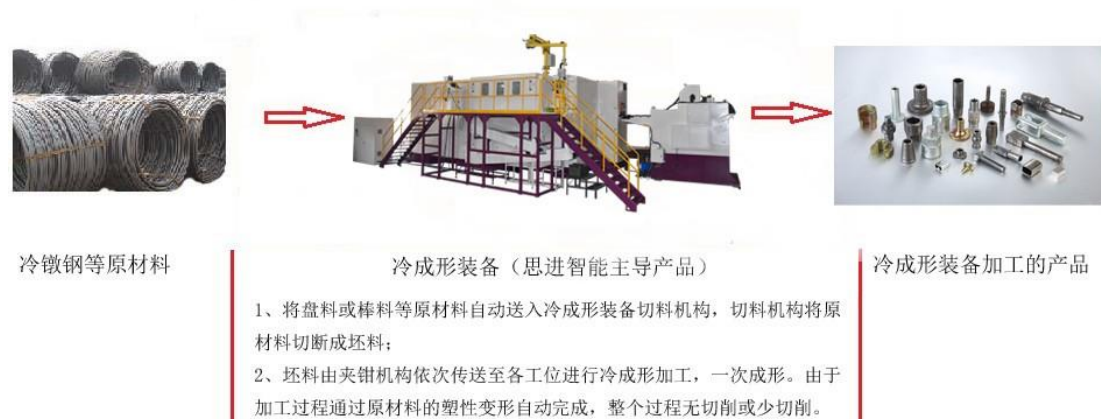 冷镦钢等原材料
冷成形装备（思进智能主导产品）
冷成形装备加工的产品
1、将盘料或棒料等原材料自动送入冷成形装备切料机构，切料机构将原
材料切断成坯料；
2、坯料由夹钳机构依次传送至各工位进行冷成形加工，一次成形。由于
加工过程通过原材料的塑性变形自动完成，整个过程无切削或少切削。